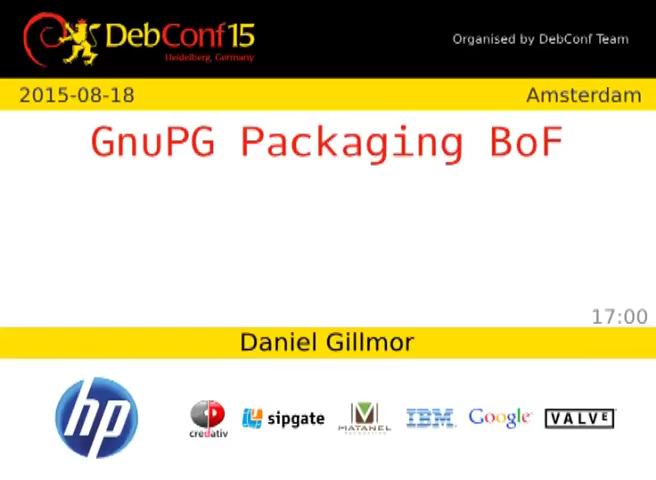 DebConf15
Heidelberg, Germany
Organised by DebConf Team
2015-08-18
Amsterdam
GnuPG Packaging BoF
17:00
Daniel Gillmor
hp
credativ
sipgate
MATANEL
IBM
Google
VALVE